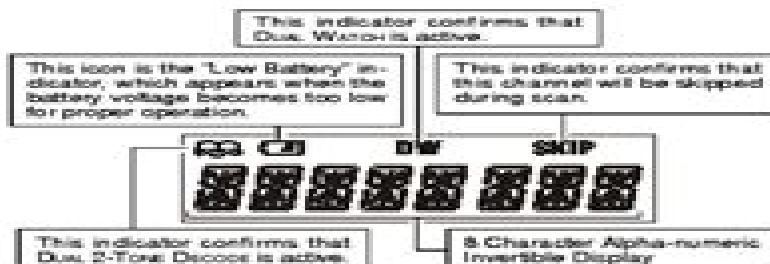 This indicator confirms that
DUAL WATCH is active.
This icon is the "Low Battery" in-
dicator, which appears when the
battery voltage becomes too low
for proper operation.
This indicator confirms that
this channel will be skipped
during scan.
DW SKIP
This indicator confirms that
DUAL 2-TONE DECODE is active.
8 Character Alpha-numeric
Invertible Display